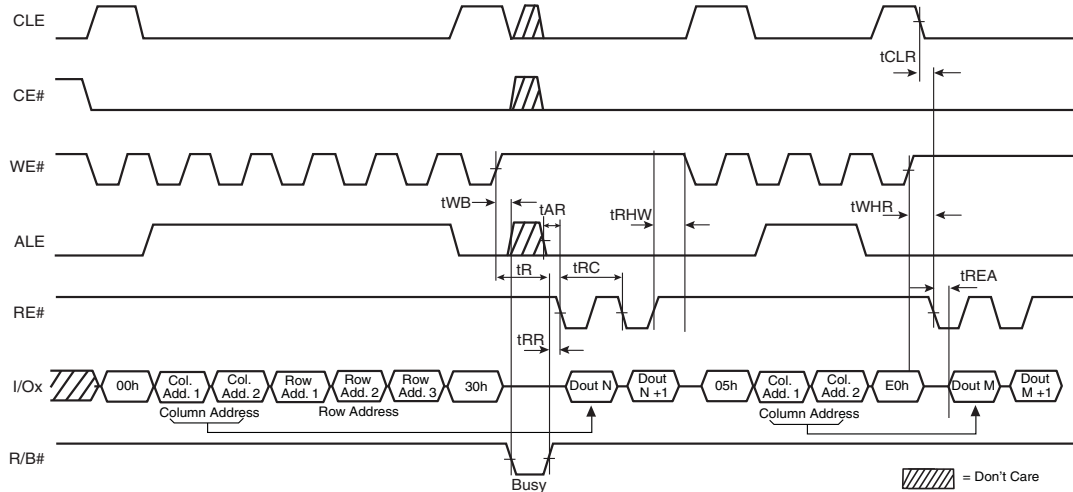 CLE
tCLR
CE#
WE#
tWB
tAR
tRHW
tWHR
ALE
tR
tRC
tREA
RE#
tRR
I/Ox
00h
Col. Add. 1
Col. Add. 2
Row Add. 1
Row Add. 2
Row Add. 3
30h
Dout N
Dout N +1
05h
Col. Add. 1
Col. Add. 2
E0h
Dout M
Dout M +1
Column Address
Row Address
Column Address
R/B#
Busy
= Don't Care